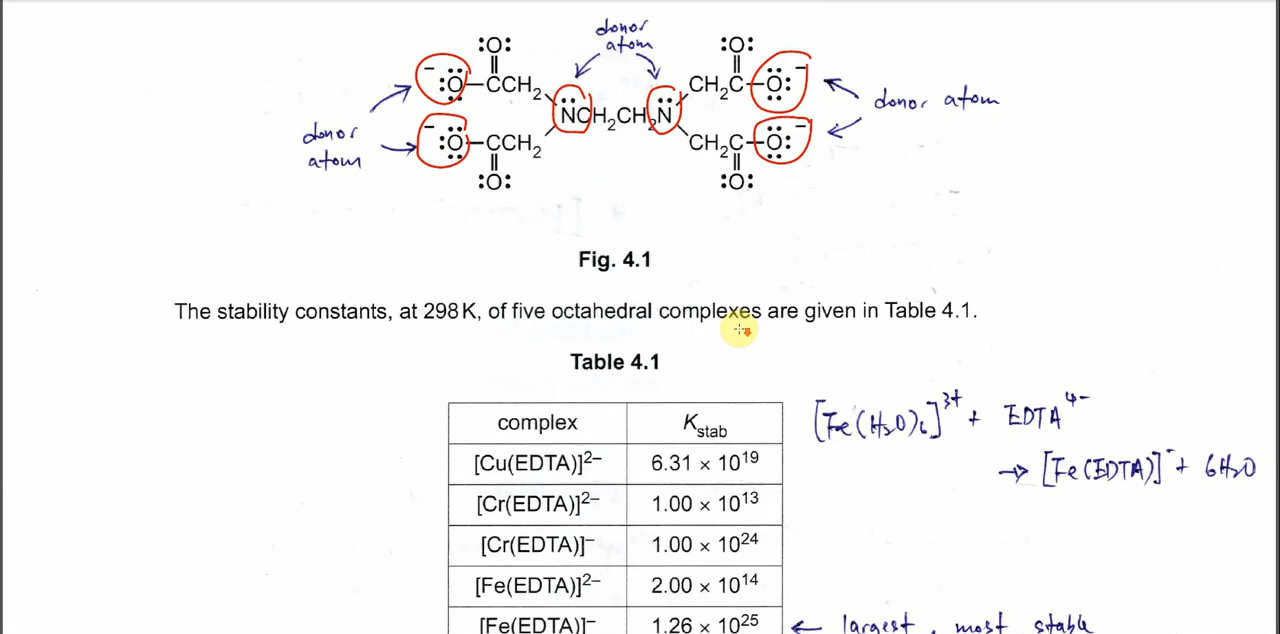 donor
atom
:O: :O:
− :O–CCH2 CH2C–O: −
donor atom
NCH2CH2N
− :O–CCH2 CH2C–O: −
donor
atom
:O: :O:
Fig. 4.1
The stability constants, at 298 K, of five octahedral complexes are given in Table 4.1.
Table 4.1
complex Kstab
[Cu(EDTA)]2− 6.31 × 10^19
[Cr(EDTA)]2− 1.00 × 10^13
[Cr(EDTA)]− 1.00 × 10^24
[Fe(EDTA)]2− 2.00 × 10^14
[Fe(EDTA)]− 1.26 × 10^25 ← largest, most stable
[Fe(H2O)6]3+ + EDTA4−
→ [Fe(EDTA)]− + 6H2O